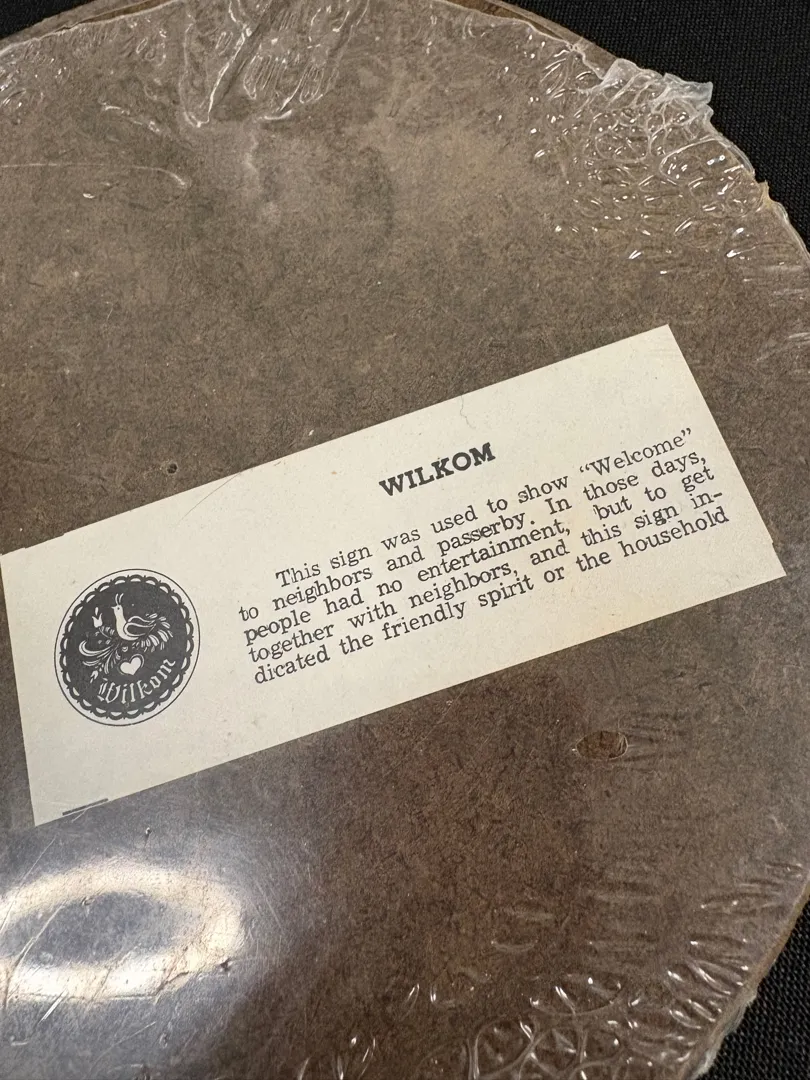 WILKOM
This sign was used to show “Welcome”
to neighbors and passerby. In those days,
people had no entertainment, but to get
together with neighbors, and this sign in-
dicated the friendly spirit or the household
Wilkom